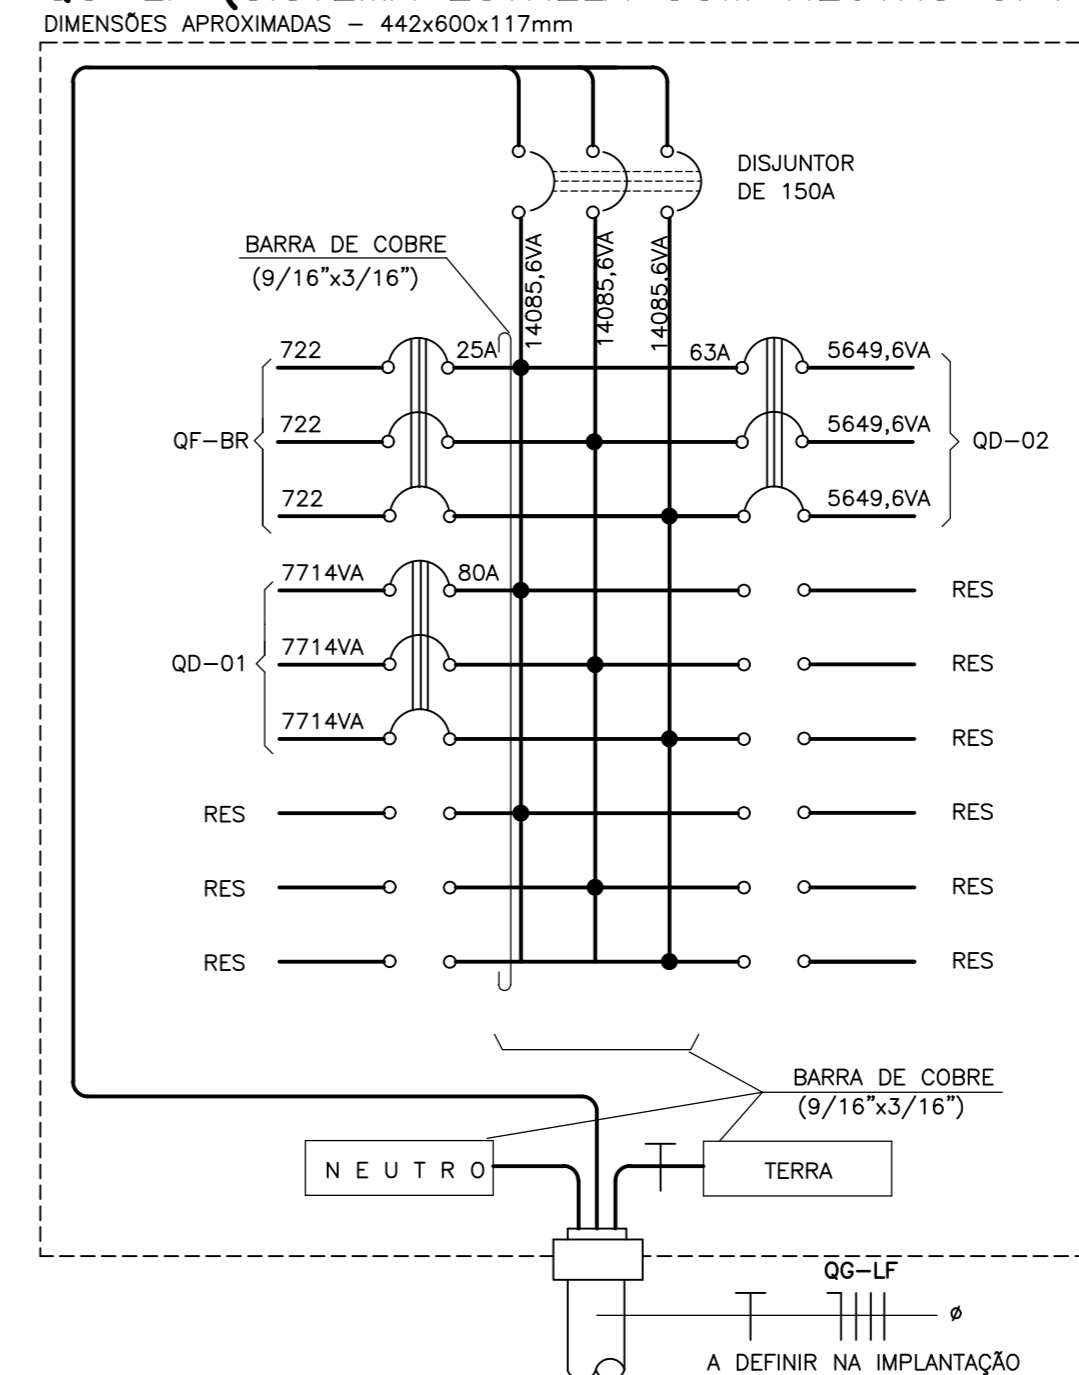 DIMENSÕES APROXIMADAS – 442x600x117mm
DISJUNTOR
DE 150A
BARRA DE COBRE
(9/16"x3/16")
14085,6VA
14085,6VA
14085,6VA
722
25A
63A
5649,6VA
722
5649,6VA
QF-BR
QD-02
722
5649,6VA
7714VA
80A
RES
7714VA
QD-01
RES
7714VA
RES
RES
RES
RES
RES
RES
RES
BARRA DE COBRE
(9/16"x3/16")
NEUTRO
TERRA
QG-LF
ø
A DEFINIR NA IMPLANTAÇÃO